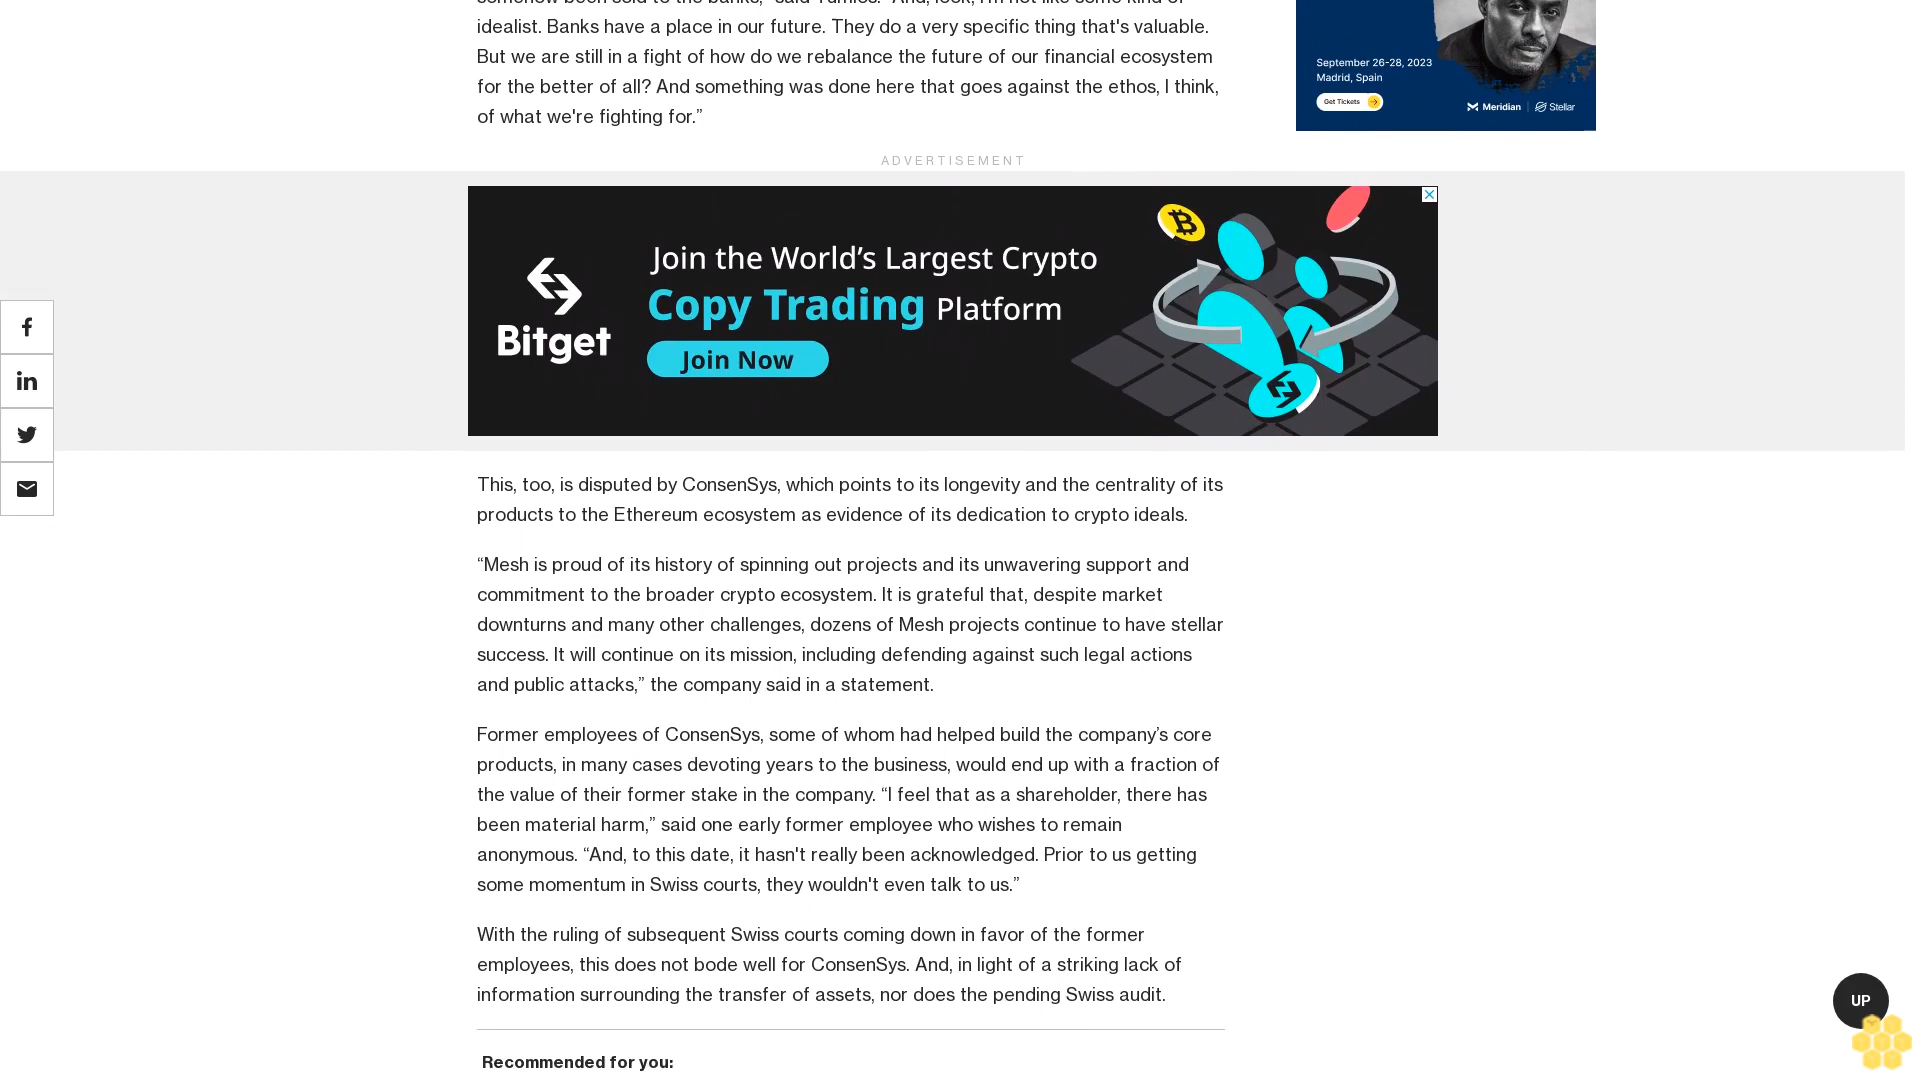 idealist. Banks have a place in our future. They do a very specific thing that's valuable.
But we are still in a fight of how do we rebalance the future of our financial ecosystem
for the better of all? And something was done here that goes against the ethos, I think,
of what we're fighting for.”
September 26-28, 2023
Madrid, Spain
Get Tickets
Meridian
Stellar
ADVERTISEMENT
Bitget
Join the World’s Largest Crypto
Copy Trading Platform
Join Now
This, too, is disputed by ConsenSys, which points to its longevity and the centrality of its
products to the Ethereum ecosystem as evidence of its dedication to crypto ideals.
“Mesh is proud of its history of spinning out projects and its unwavering support and
commitment to the broader crypto ecosystem. It is grateful that, despite market
downturns and many other challenges, dozens of Mesh projects continue to have stellar
success. It will continue on its mission, including defending against such legal actions
and public attacks,” the company said in a statement.
Former employees of ConsenSys, some of whom had helped build the company’s core
products, in many cases devoting years to the business, would end up with a fraction of
the value of their former stake in the company. “I feel that as a shareholder, there has
been material harm,” said one early former employee who wishes to remain
anonymous. “And, to this date, it hasn't really been acknowledged. Prior to us getting
some momentum in Swiss courts, they wouldn't even talk to us.”
With the ruling of subsequent Swiss courts coming down in favor of the former
employees, this does not bode well for ConsenSys. And, in light of a striking lack of
information surrounding the transfer of assets, nor does the pending Swiss audit.
UP
Recommended for you: